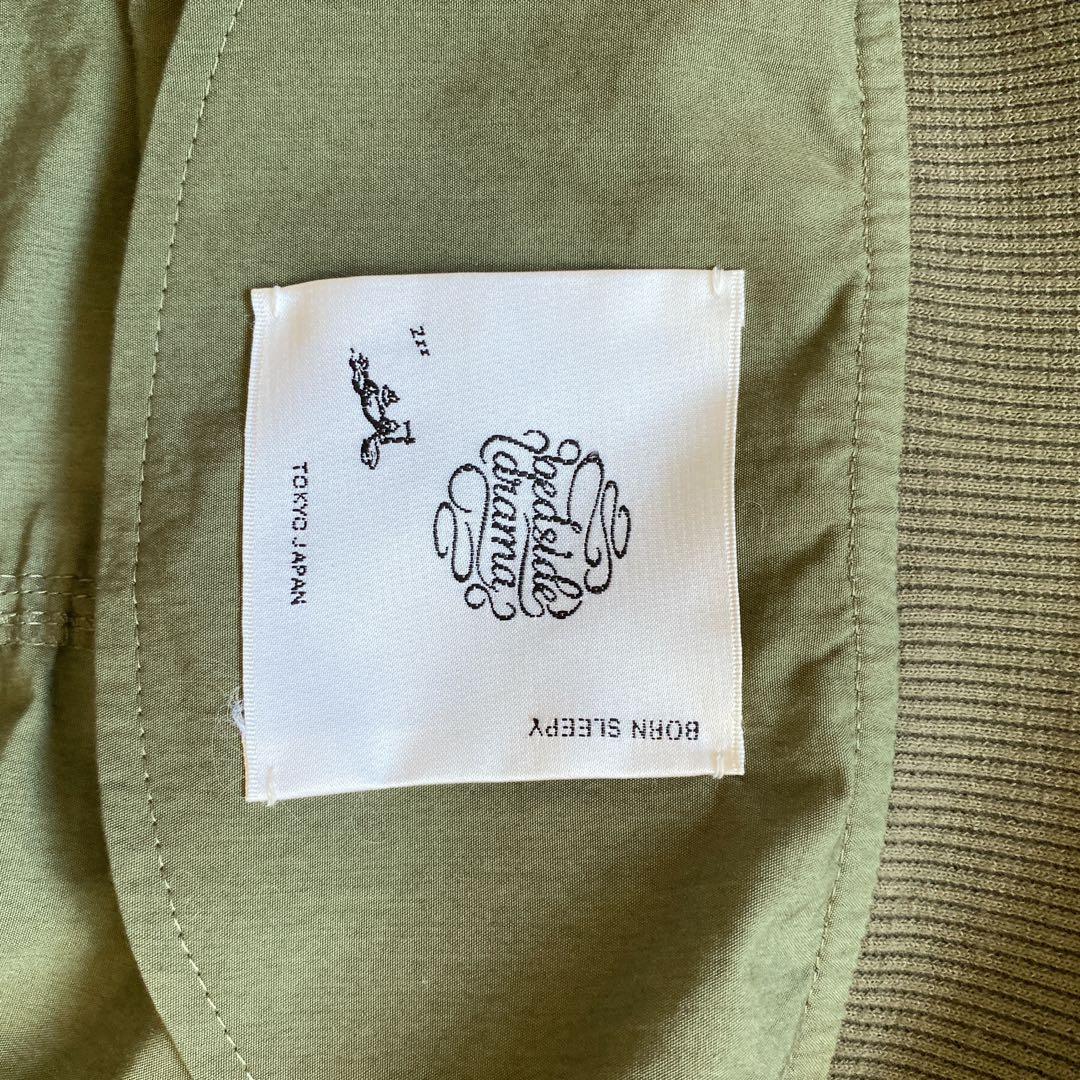 bedside
drama
TOKYO JAPAN
zzz
BORN SLEEPY